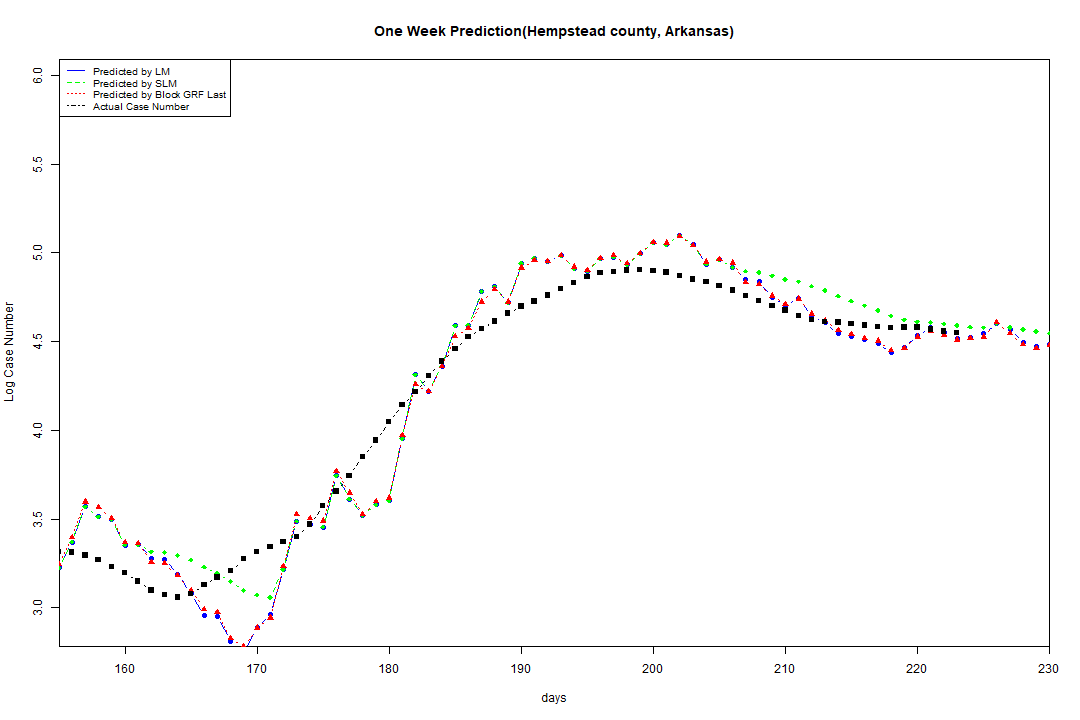 One Week Prediction(Hempstead county, Arkansas)
Predicted by LM
Predicted by SLM
Predicted by Block GRF Last
Actual Case Number
Log Case Number
6.0
5.5
5.0
4.5
4.0
3.5
3.0
160 170 180 190 200 210 220 230
days